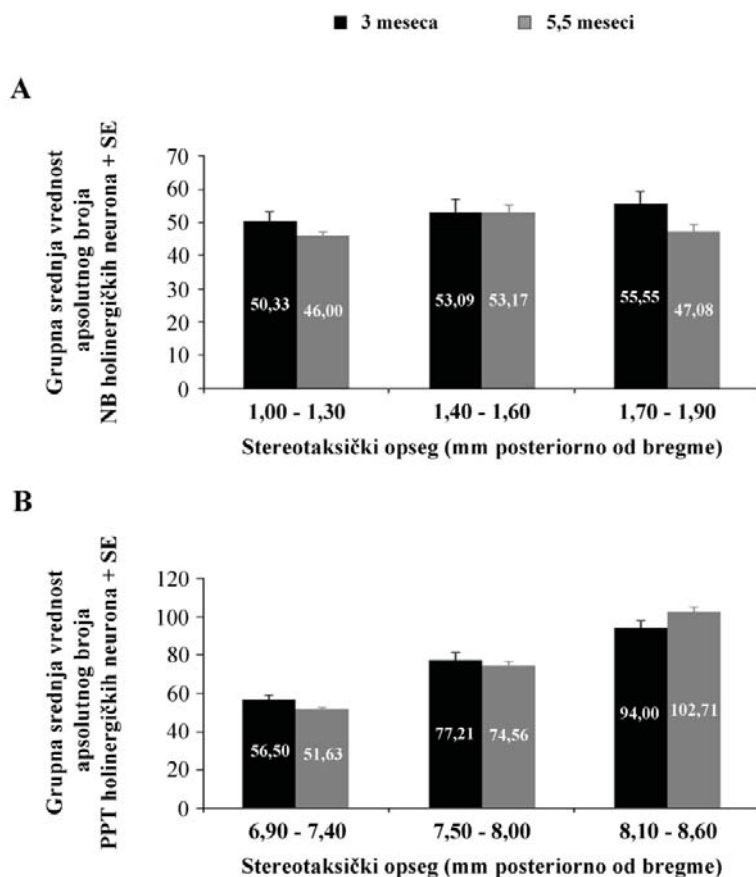 3 meseca 5,5 meseci
A
Grupna srednja vrednost
apsolutnog broja
NB holinergičkih neurona + SE
70
60
50
40
30
20
10
0
50,33 46,00 53,09 53,17 55,55 47,08
1,00 - 1,30 1,40 - 1,60 1,70 - 1,90
Stereotaksički opseg (mm posteriorno od bregme)
B
Grupna srednja vrednost
apsolutnog broja
PPT holinergičkih neurona + SE
120
100
80
60
40
20
0
56,50 51,63 77,21 74,56 94,00 102,71
6,90 - 7,40 7,50 - 8,00 8,10 - 8,60
Stereotaksički opseg (mm posteriorno od bregme)